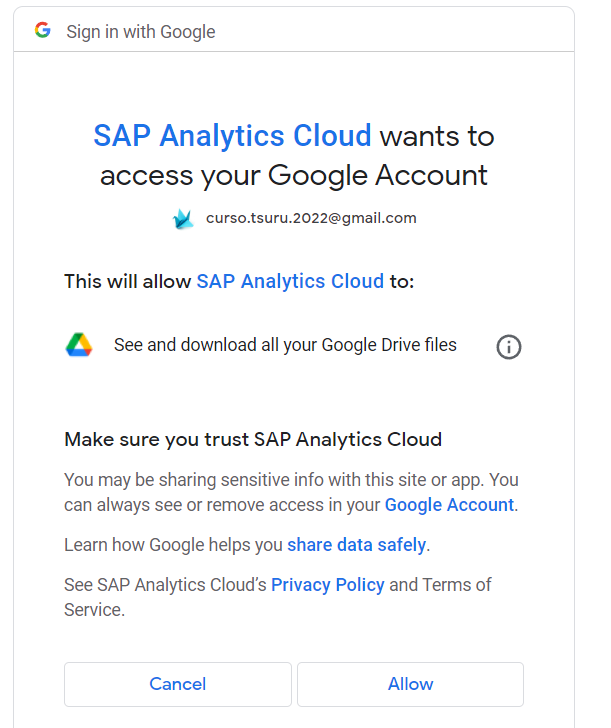 Sign in with Google
SAP Analytics Cloud wants to
access your Google Account
curso.tsuru.2022@gmail.com
This will allow SAP Analytics Cloud to:
See and download all your Google Drive files
Make sure you trust SAP Analytics Cloud
You may be sharing sensitive info with this site or app. You
can always see or remove access in your Google Account.
Learn how Google helps you share data safely.
See SAP Analytics Cloud's Privacy Policy and Terms of
Service.
Cancel
Allow